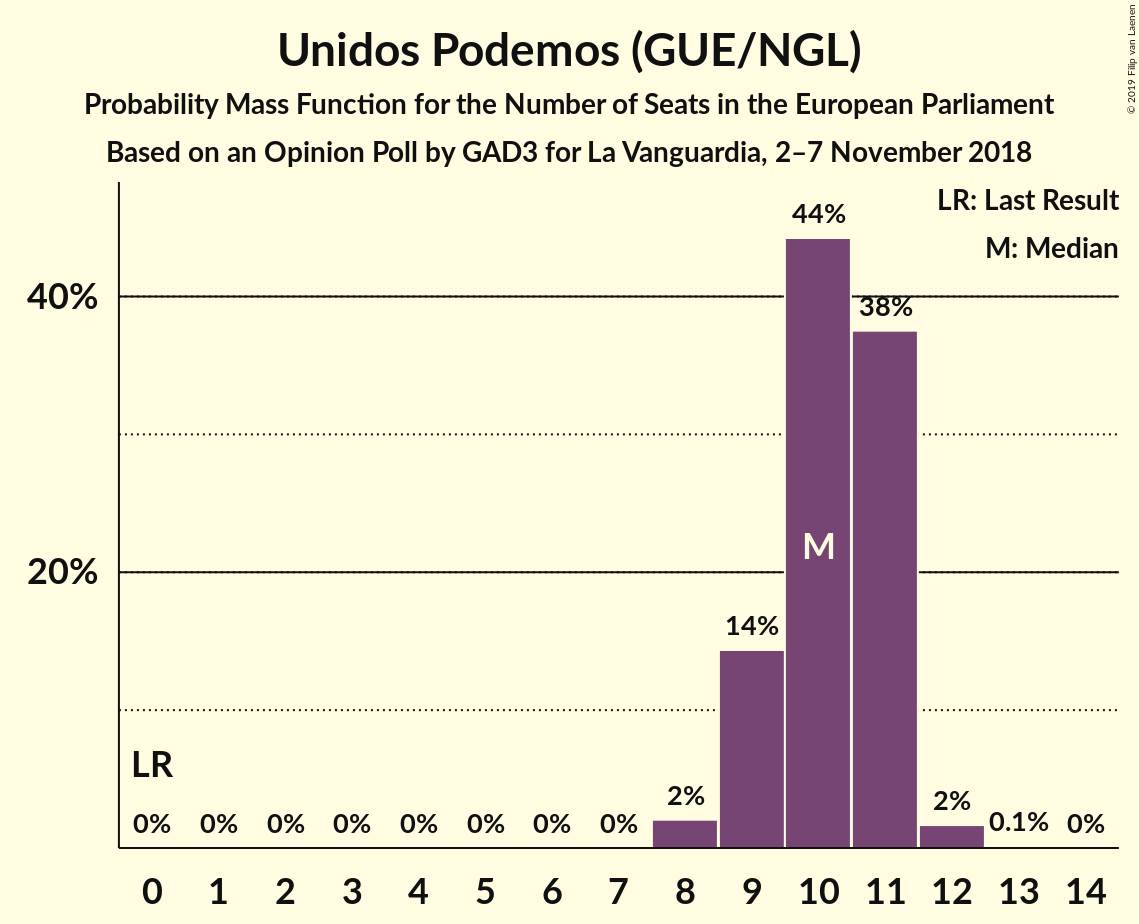 Unidos Podemos (GUE/NGL)
Probability Mass Function for the Number of Seats in the European Parliament
Based on an Opinion Poll by GAD3 for La Vanguardia, 2–7 November 2018
© 2019 Filip van Laenen
LR: Last Result
M: Median
44%
40%
38%
M
20%
14%
LR
0% 0% 0% 0% 0% 0% 0% 0% 2% 2% 0.1% 0%
0 1 2 3 4 5 6 7 8 9 10 11 12 13 14